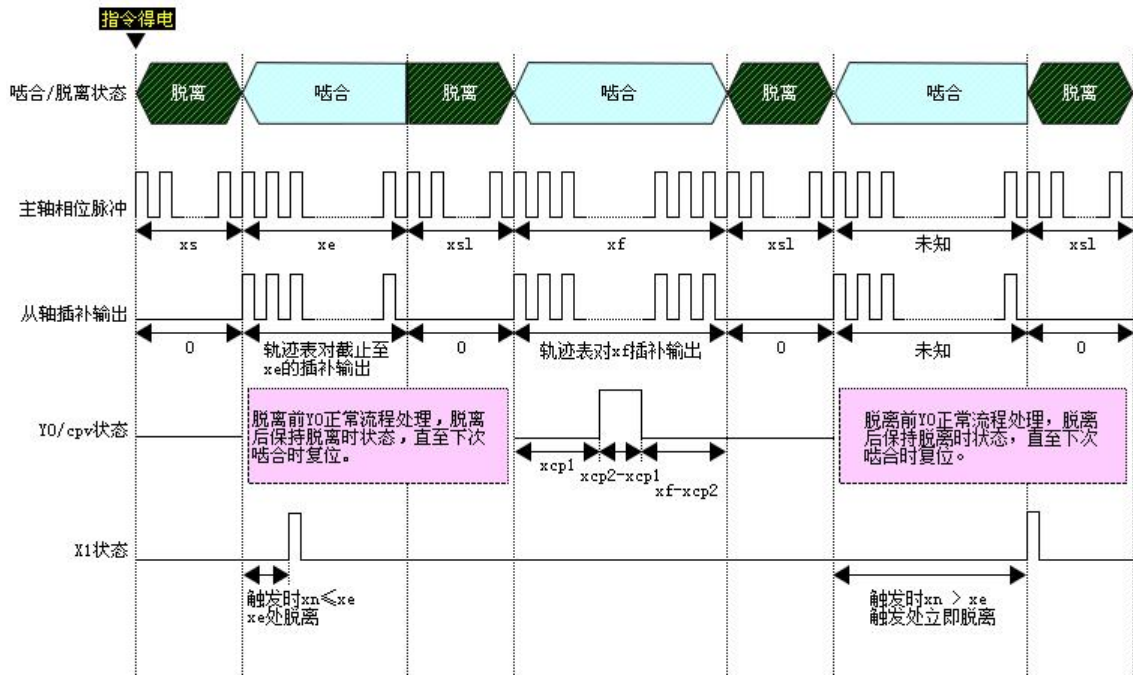 指令得电
啮合/脱离状态
脱离
啮合
脱离
啮合
脱离
啮合
脱离
主轴相位脉冲
xs
xe
xsl
xf
xsl
未知
xsl
从轴插补输出
0
轨迹表对截止至
xe的插补输出
0
轨迹表对xf插补输出
0
未知
0
Y0/cpv状态
脱离前Y0正常流程处理，脱离
后保持脱离时状态，直至下次
啮合时复位。
xcp1
xcp2-xcp1
xf-xcp2
脱离前Y0正常流程处理，脱离
后保持脱离时状态，直至下次
啮合时复位。
X1状态
触发时xn≤xe
xe处脱离
触发时xn > xe
触发处立即脱离